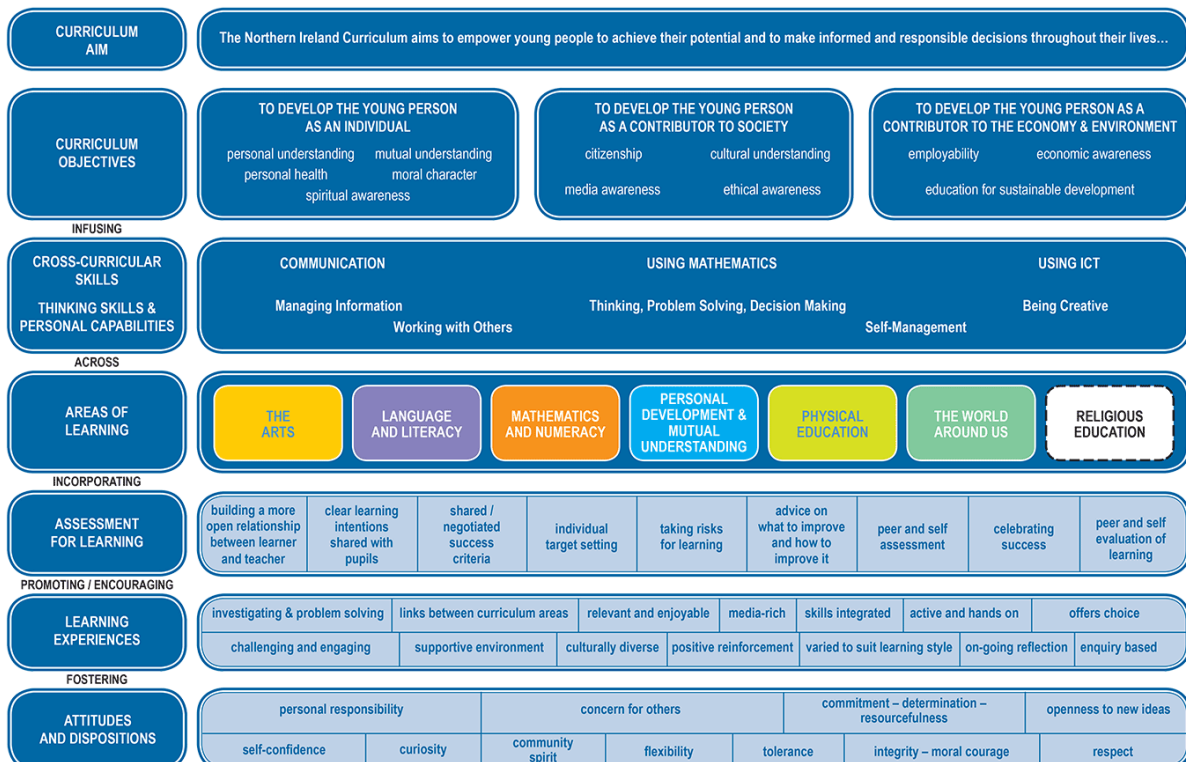 CURRICULUM
AIM
The Northern Ireland Curriculum aims to empower young people to achieve their potential and to make informed and responsible decisions throughout their lives…
CURRICULUM
OBJECTIVES
TO DEVELOP THE YOUNG PERSON
AS AN INDIVIDUAL
personal understanding mutual understanding
personal health moral character
spiritual awareness
TO DEVELOP THE YOUNG PERSON
AS A CONTRIBUTOR TO SOCIETY
citizenship cultural understanding
media awareness ethical awareness
TO DEVELOP THE YOUNG PERSON AS A
CONTRIBUTOR TO THE ECONOMY & ENVIRONMENT
employability economic awareness
education for sustainable development
INFUSING
CROSS-CURRICULAR
SKILLS
THINKING SKILLS &
PERSONAL CAPABILITIES
COMMUNICATION USING MATHEMATICS USING ICT
Managing Information Thinking, Problem Solving, Decision Making Being Creative
Working with Others Self-Management
ACROSS
AREAS OF
LEARNING
THE
ARTS
LANGUAGE
AND LITERACY
MATHEMATICS
AND NUMERACY
PERSONAL
DEVELOPMENT &
MUTUAL
UNDERSTANDING
PHYSICAL
EDUCATION
THE WORLD
AROUND US
RELIGIOUS
EDUCATION
INCORPORATING
ASSESSMENT
FOR LEARNING
building a more
open relationship
between learner
and teacher
clear learning
intentions
shared with
pupils
shared /
negotiated
success
criteria
individual
target setting
taking risks
for learning
advice on
what to improve
and how to
improve it
peer and self
assessment
celebrating
success
peer and self
evaluation of
learning
PROMOTING / ENCOURAGING
LEARNING
EXPERIENCES
investigating & problem solving links between curriculum areas relevant and enjoyable media-rich skills integrated active and hands on offers choice
challenging and engaging supportive environment culturally diverse positive reinforcement varied to suit learning style on-going reflection enquiry based
FOSTERING
ATTITUDES
AND DISPOSITIONS
personal responsibility
concern for others
commitment – determination –
resourcefulness
openness to new ideas
self-confidence
curiosity
community
spirit
flexibility
tolerance
integrity – moral courage
respect